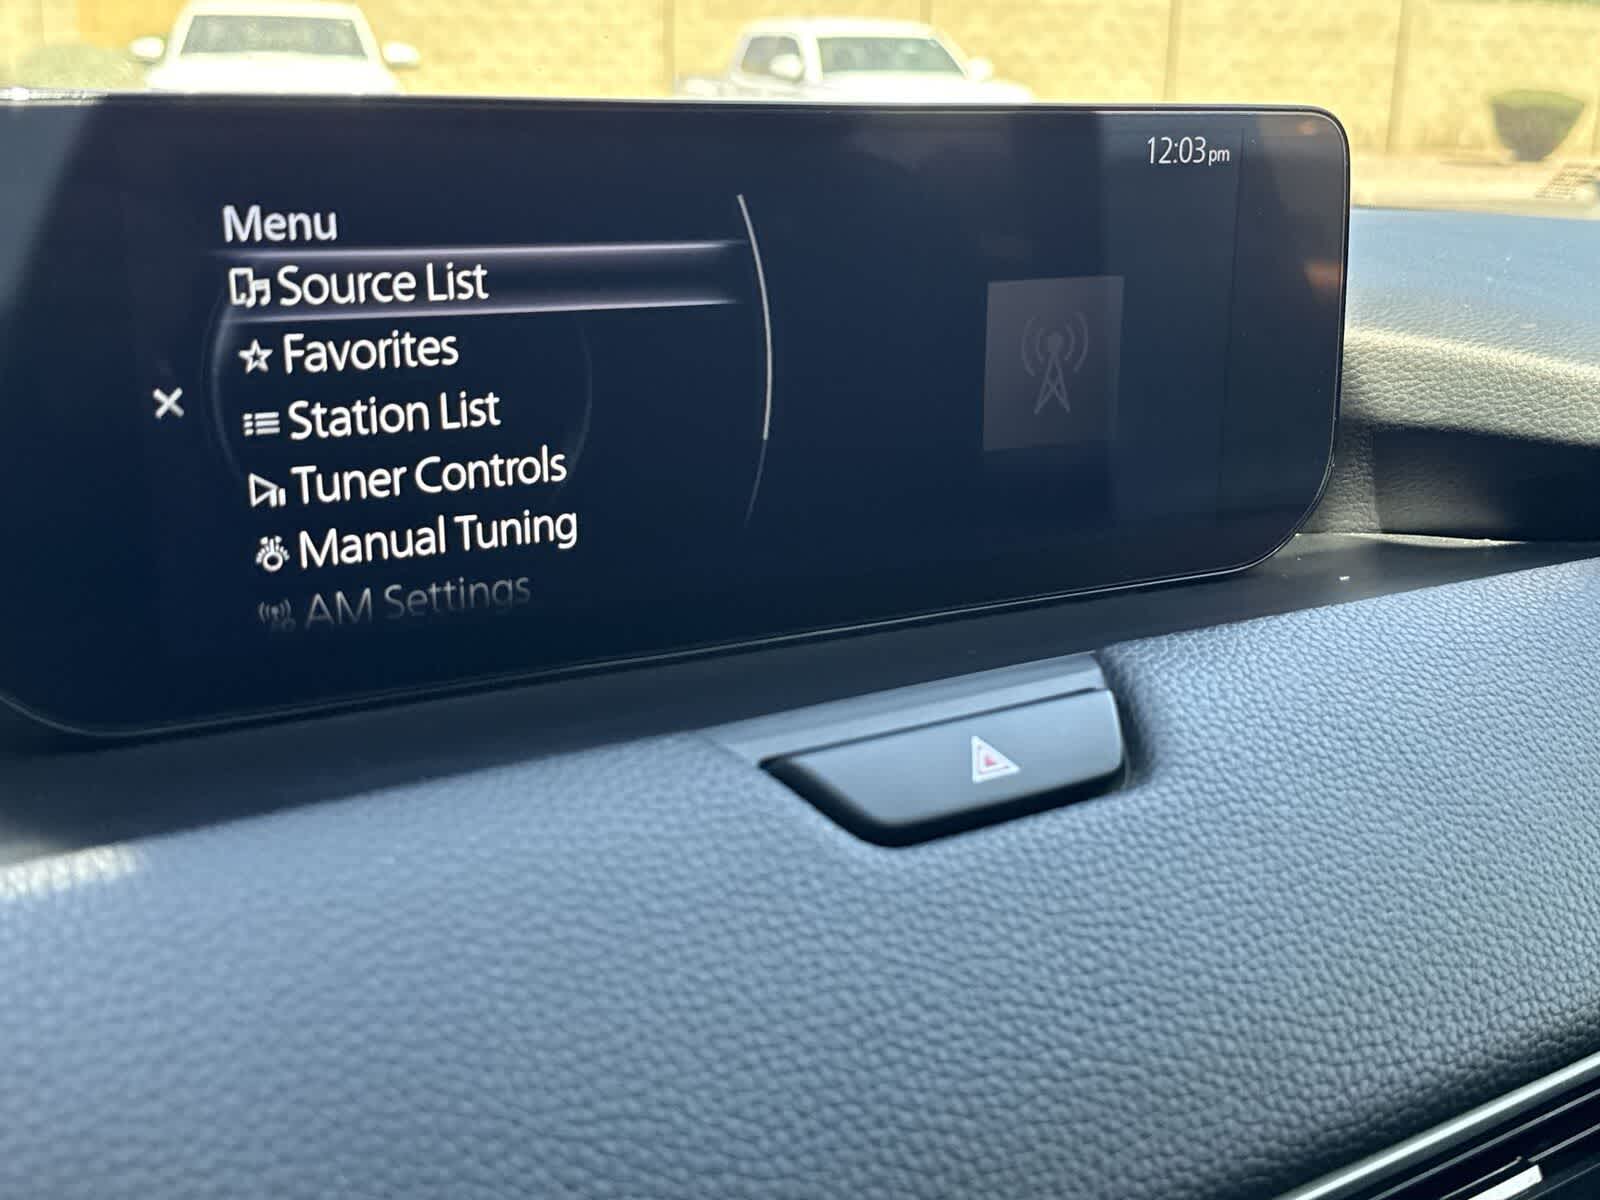 12:03pm
Menu
Source List
Favorites
Station List
Tuner Controls
Manual Tuning
AM Settings